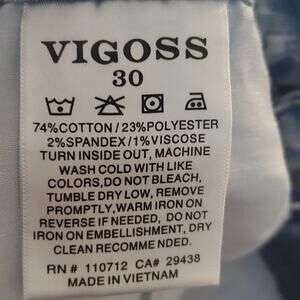 VIGOSS
30
74%COTTON / 23%POLYESTER
2%SPANDEX / 1%VISCOSE
TURN INSIDE OUT, MACHINE
WASH COLD WITH LIKE
COLORS,DO NOT BLEACH,
TUMBLE DRY LOW, REMOVE
PROMPTLY, WARM IRON ON
REVERSE IF NEEDED, DO NOT
IRON ON EMBELLISHMENT, DRY
CLEAN RECOMME NDED.
RN # 110712 CA# 29438
MADE IN VIETNAM